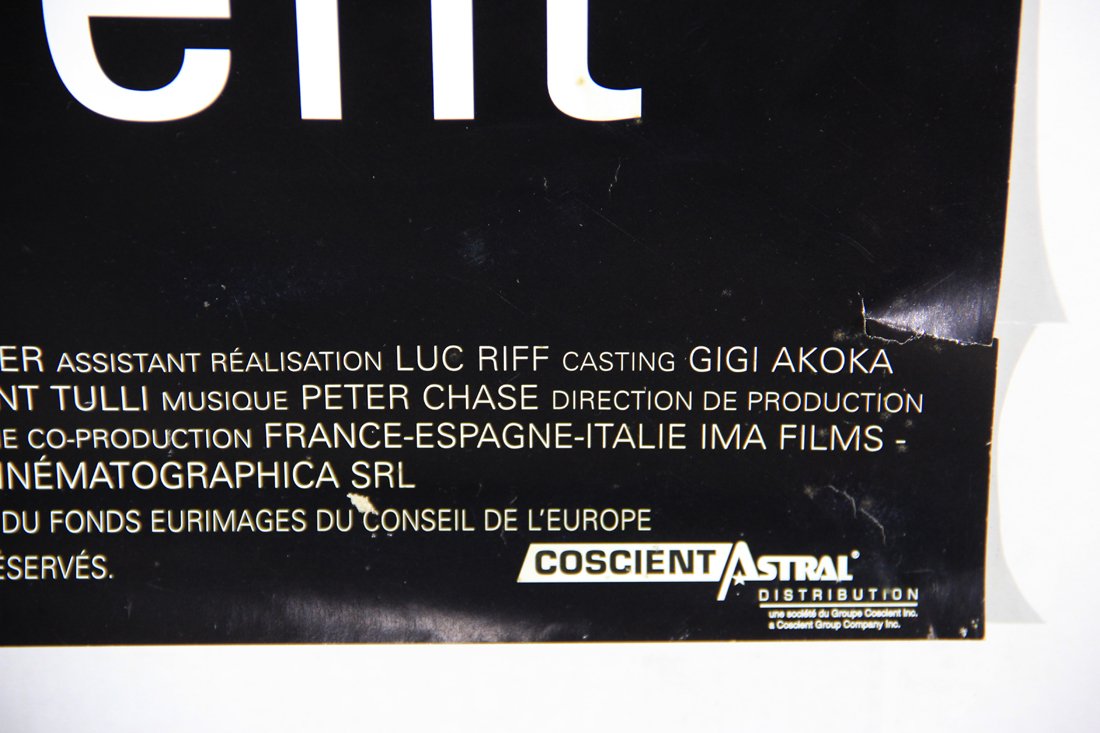 ent
ER ASSISTANT RÉALISATION LUC RIFF CASTING GIGI AKOKA
NT TULLI MUSIQUE PETER CHASE DIRECTION DE PRODUCTION
NE CO-PRODUCTION FRANCE-ESPAGNE-ITALIE IMA FILMS -
INÉMATOGRAPHICA SRL
DU FONDS EURIMAGES DU CONSEIL DE L'EUROPE
ÉSERVÉS.
COSCIENT/ASTRAL®
DISTRIBUTION
une société du Groupe Coscient Inc.
a Coscient Group Company Inc.